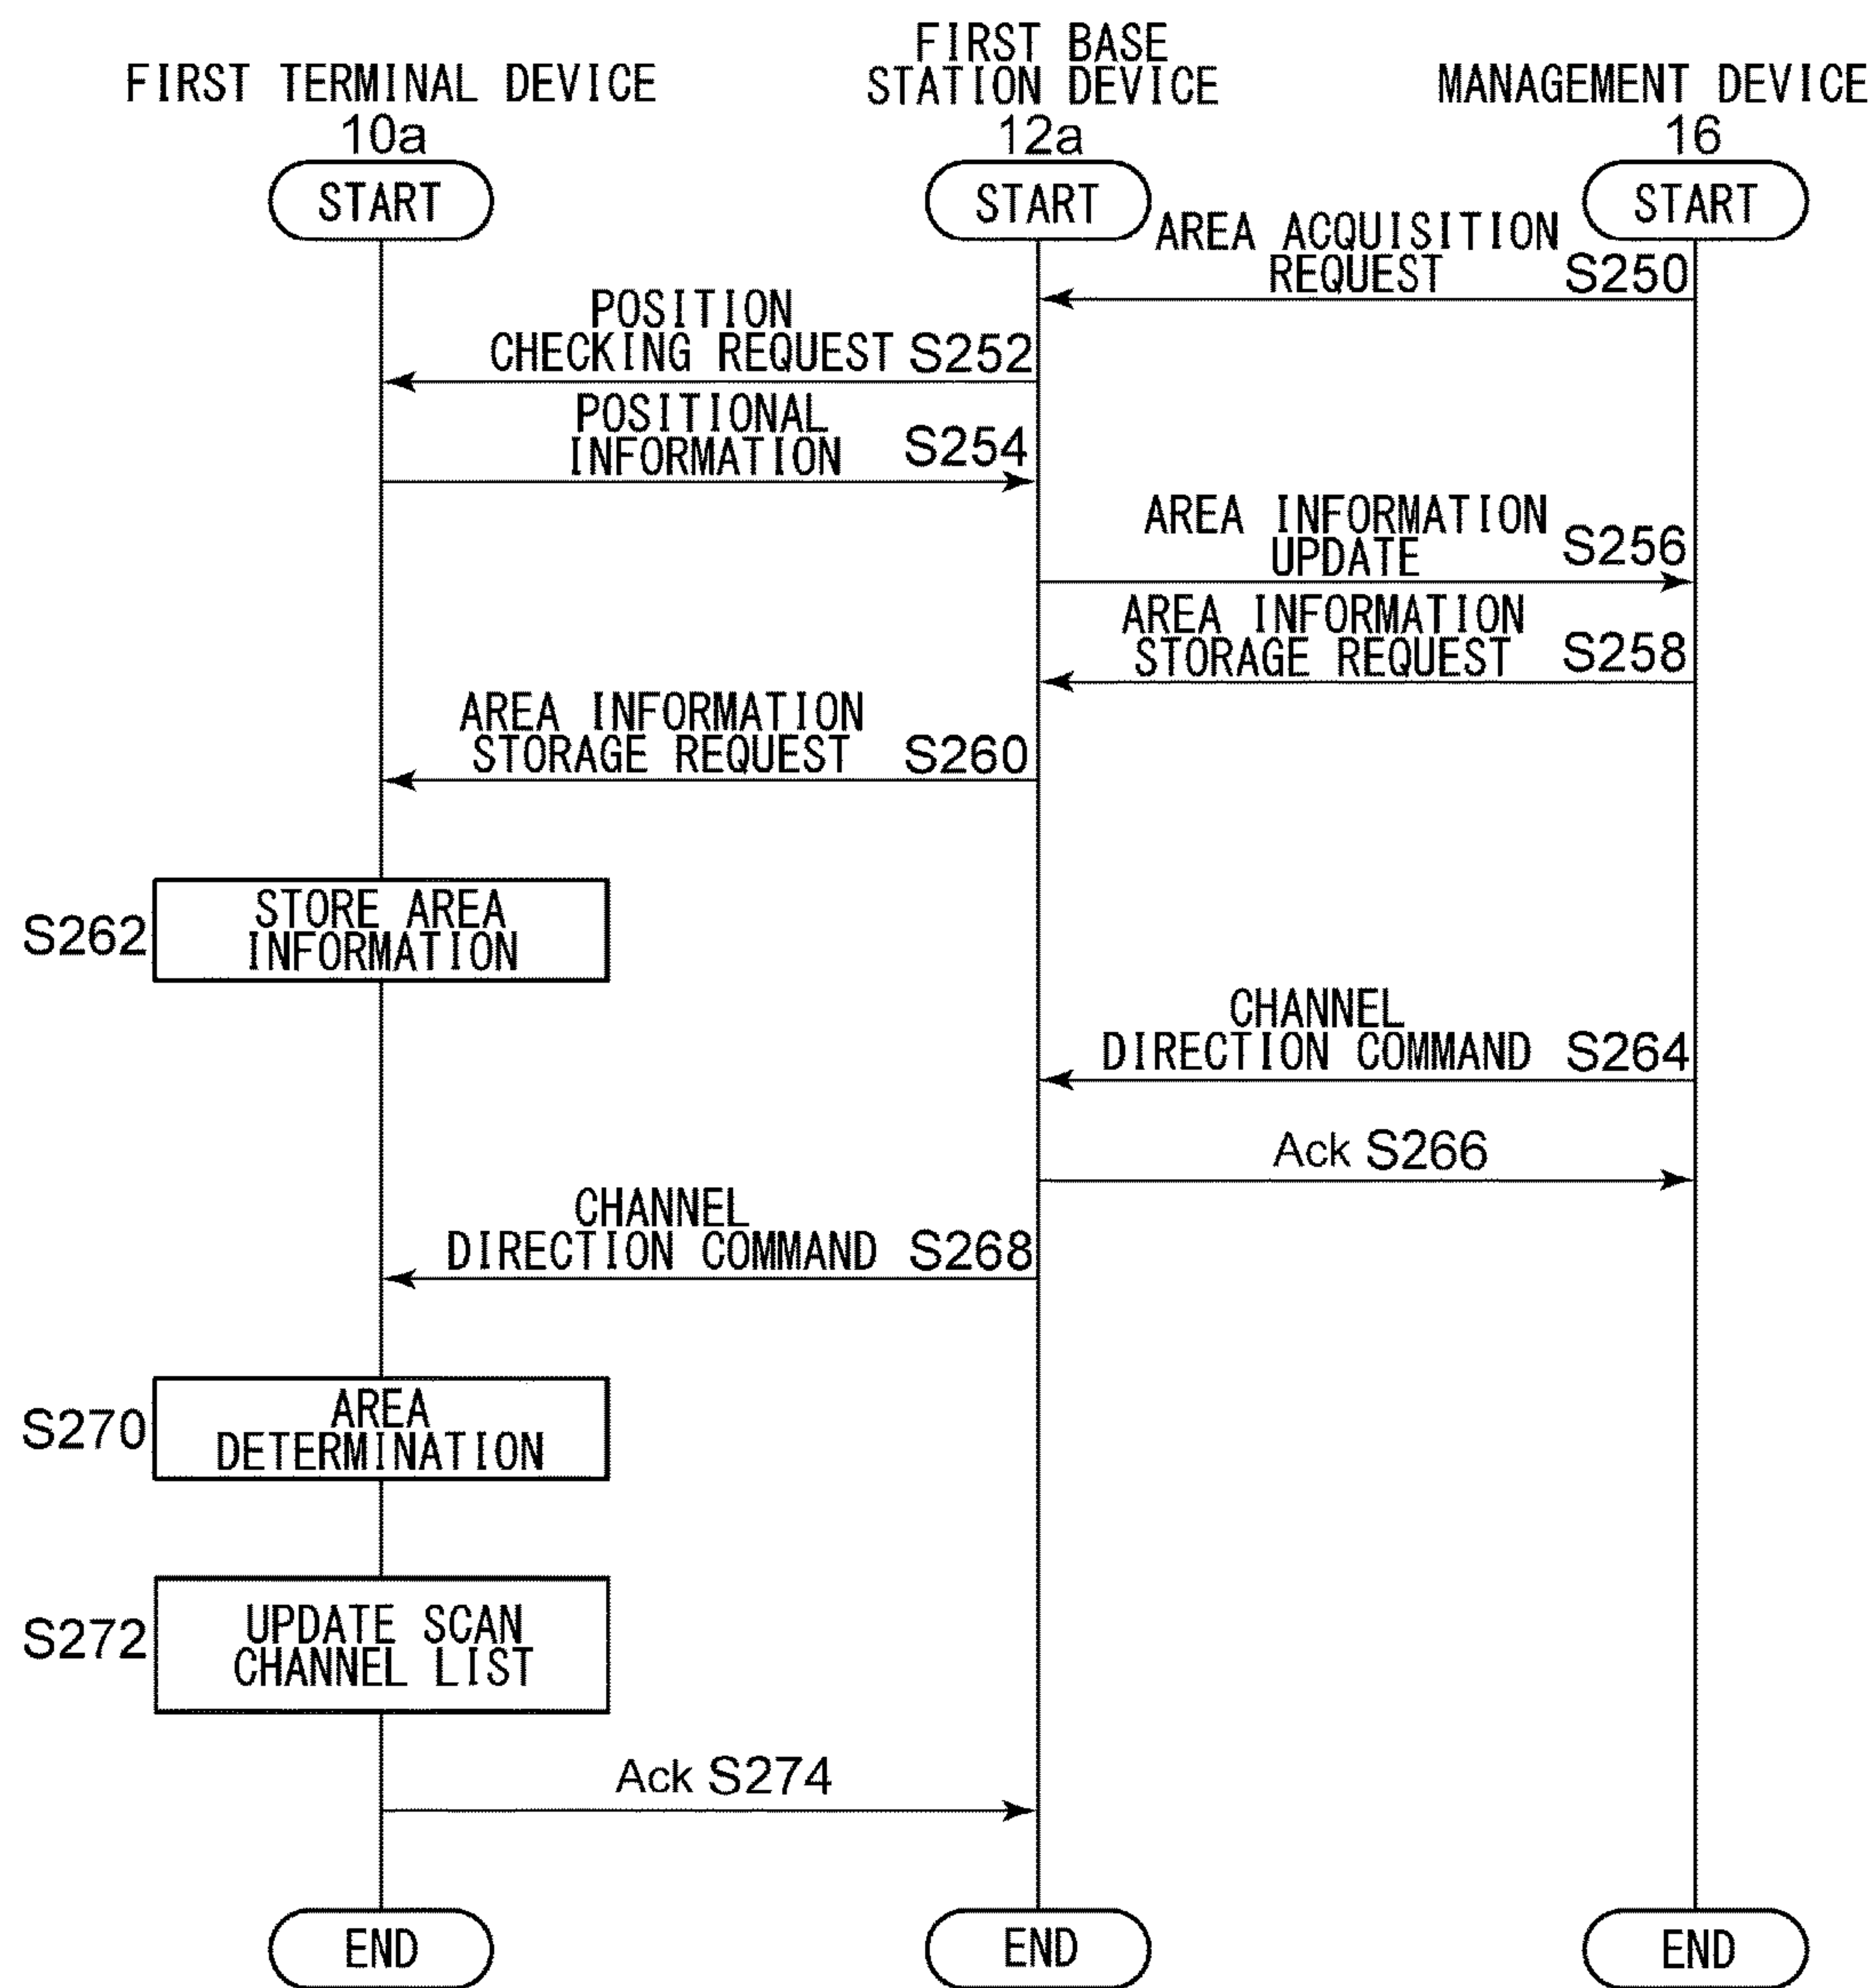 FIRST TERMINAL DEVICE
10a
FIRST BASE
STATION DEVICE
12a
MANAGEMENT DEVICE
16
START
START
START
AREA ACQUISITION
REQUEST S250
POSITION
CHECKING REQUEST S252
POSITIONAL
INFORMATION S254
AREA INFORMATION
UPDATE S256
AREA INFORMATION
STORAGE REQUEST S258
AREA INFORMATION
STORAGE REQUEST S260
S262 STORE AREA
INFORMATION
CHANNEL
DIRECTION COMMAND S264
Ack S266
CHANNEL
DIRECTION COMMAND S268
S270 AREA
DETERMINATION
S272 UPDATE SCAN
CHANNEL LIST
Ack S274
END
END
END